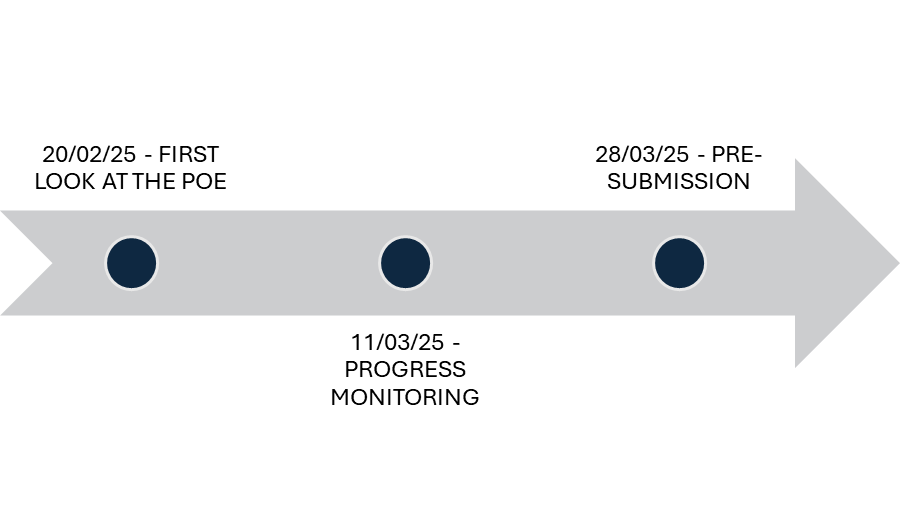 20/02/25 - FIRST
LOOK AT THE POE
11/03/25 -
PROGRESS
MONITORING
28/03/25 - PRE-
SUBMISSION